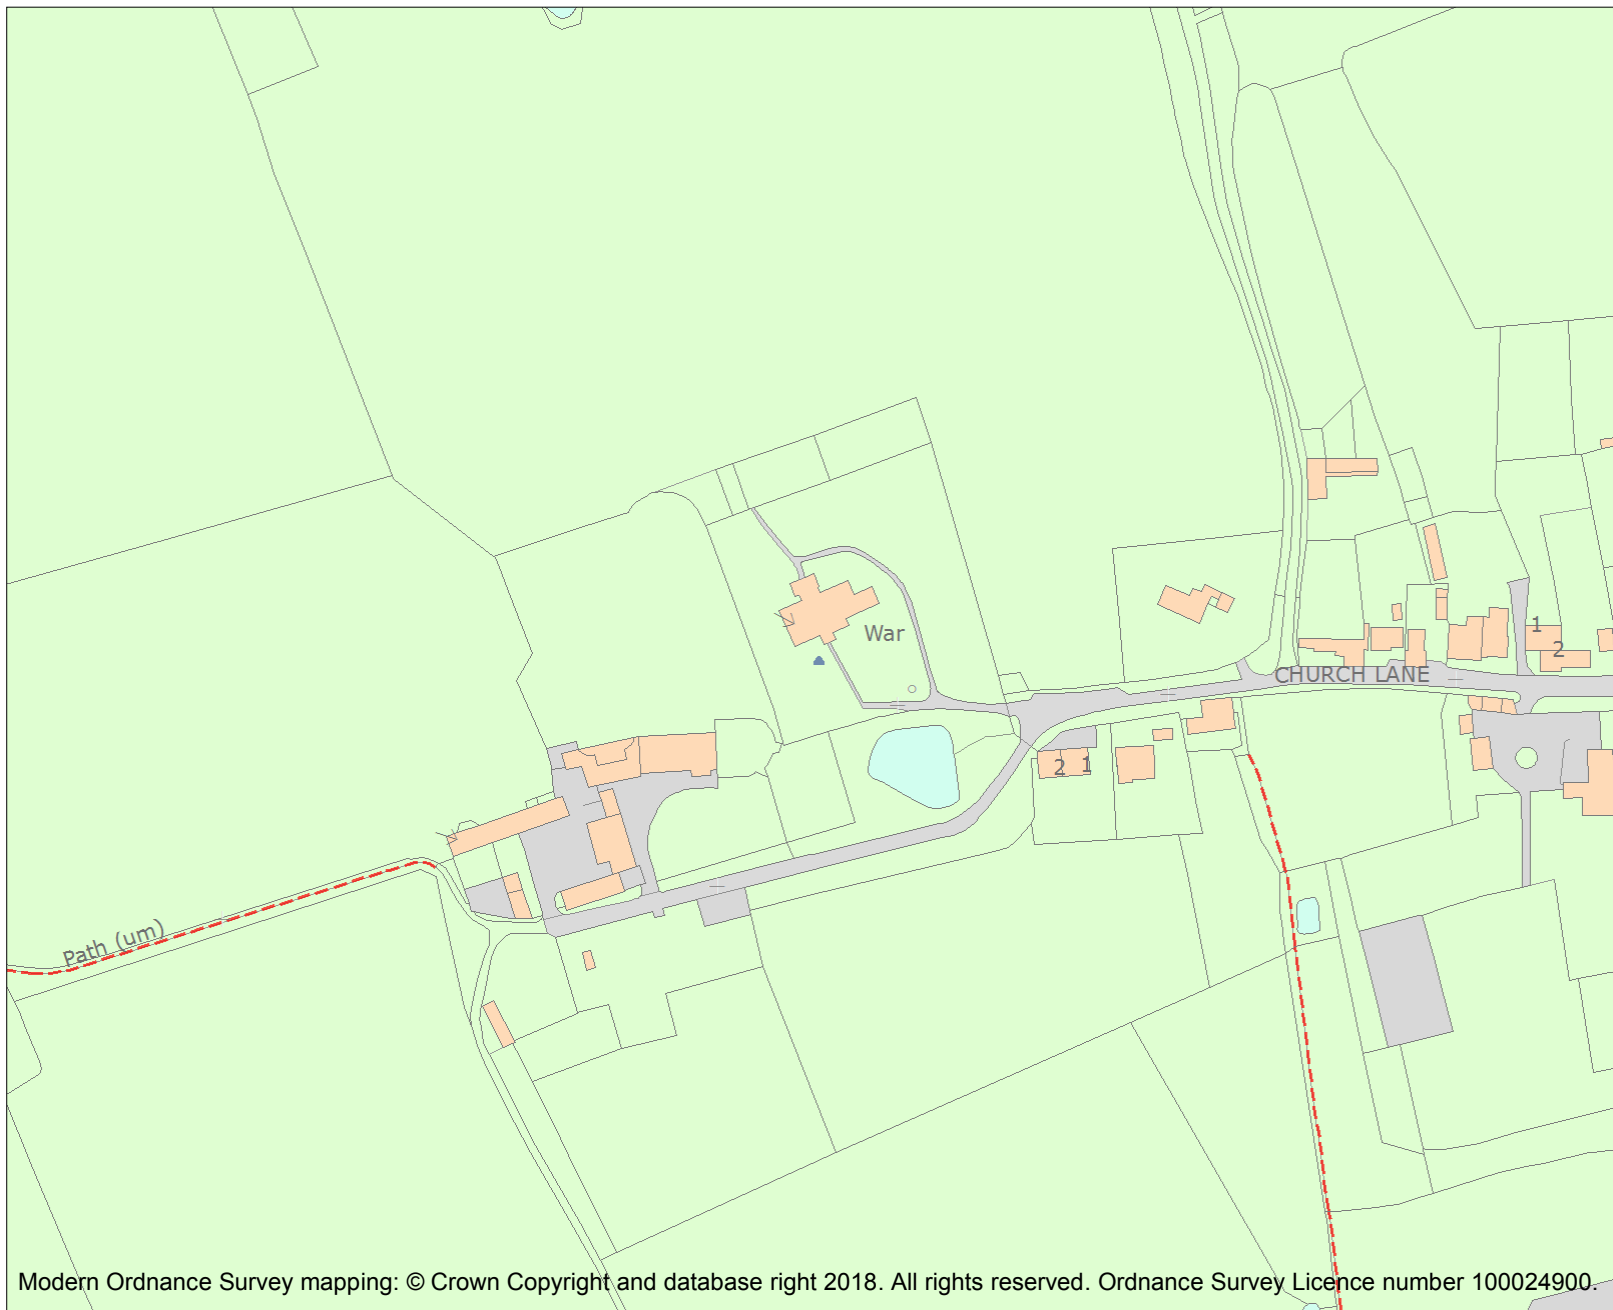 War
1
2
CHURCH LANE
2 1
Path (um)
Modern Ordnance Survey mapping: © Crown Copyright and database right 2018. All rights reserved. Ordnance Survey Licence number 100024900.